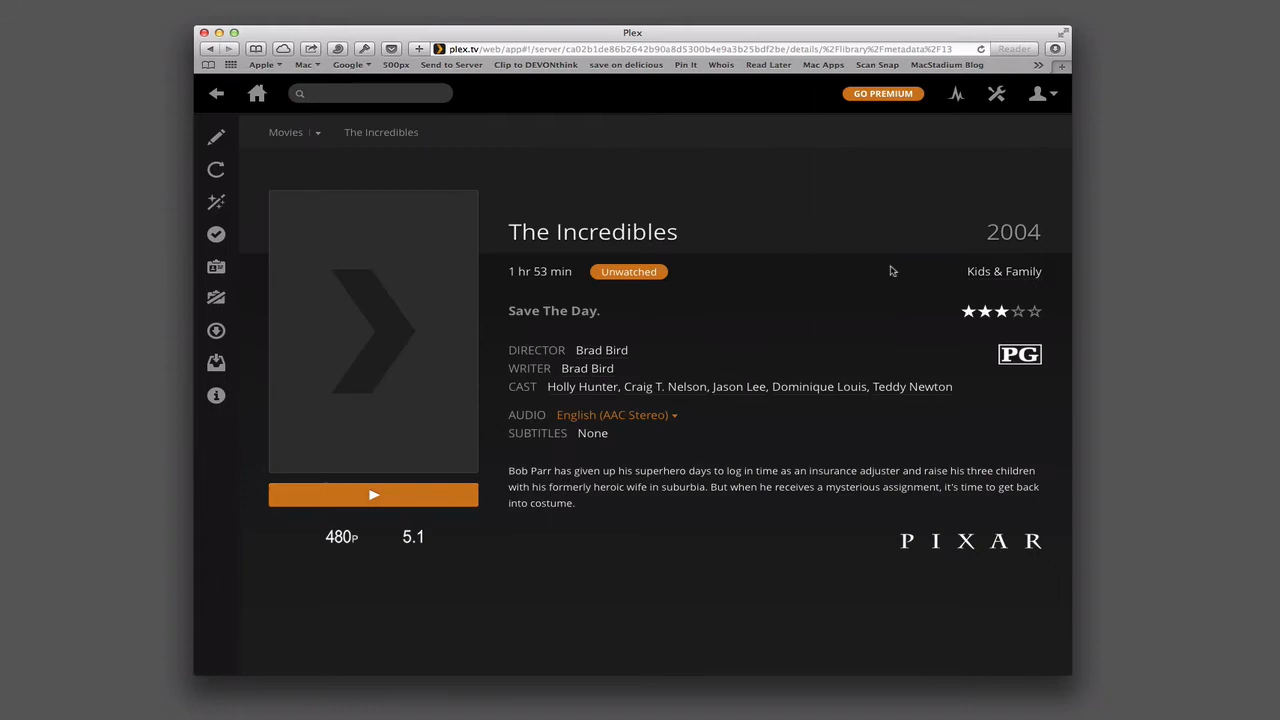 Plex
plex.tv/web/app#!/server/ca02b1de86b2642b90a8d5300b4e9a3b25bdf2be/details/%2Flibrary%2Fmetadata%2F13
Reader
Apple Mac Google 500px Send to Server Clip to DEVONthink save on delicious Pin It Whois Read Later Mac Apps Scan Snap MacStadium Blog
GO PREMIUM
Movies The Incredibles
The Incredibles 2004
1 hr 53 min Unwatched Kids & Family
Save The Day.
DIRECTOR Brad Bird
PG
WRITER Brad Bird
CAST Holly Hunter, Craig T. Nelson, Jason Lee, Dominique Louis, Teddy Newton
AUDIO English (AAC Stereo)
SUBTITLES None
Bob Parr has given up his superhero days to log in time as an insurance adjuster and raise his three children
with his formerly heroic wife in suburbia. But when he receives a mysterious assignment, it's time to get back
into costume.
480P 5.1
PIXAR